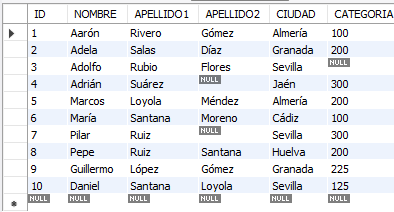 ID NOMBRE APELLIDO1 APELLIDO2 CIUDAD CATEGORIA
1 Aarón Rivero Gómez Almería 100
2 Adela Salas Díaz Granada 200
3 Adolfo Rubio Flores Sevilla NULL
4 Adrián Suárez NULL Jaén 300
5 Marcos Loyola Méndez Almería 200
6 María Santana Moreno Cádiz 100
7 Pilar Ruiz NULL Sevilla 300
8 Pepe Ruiz Santana Huelva 200
9 Guillermo López Gómez Granada 225
10 Daniel Santana Loyola Sevilla 125
NULL NULL NULL NULL NULL NULL